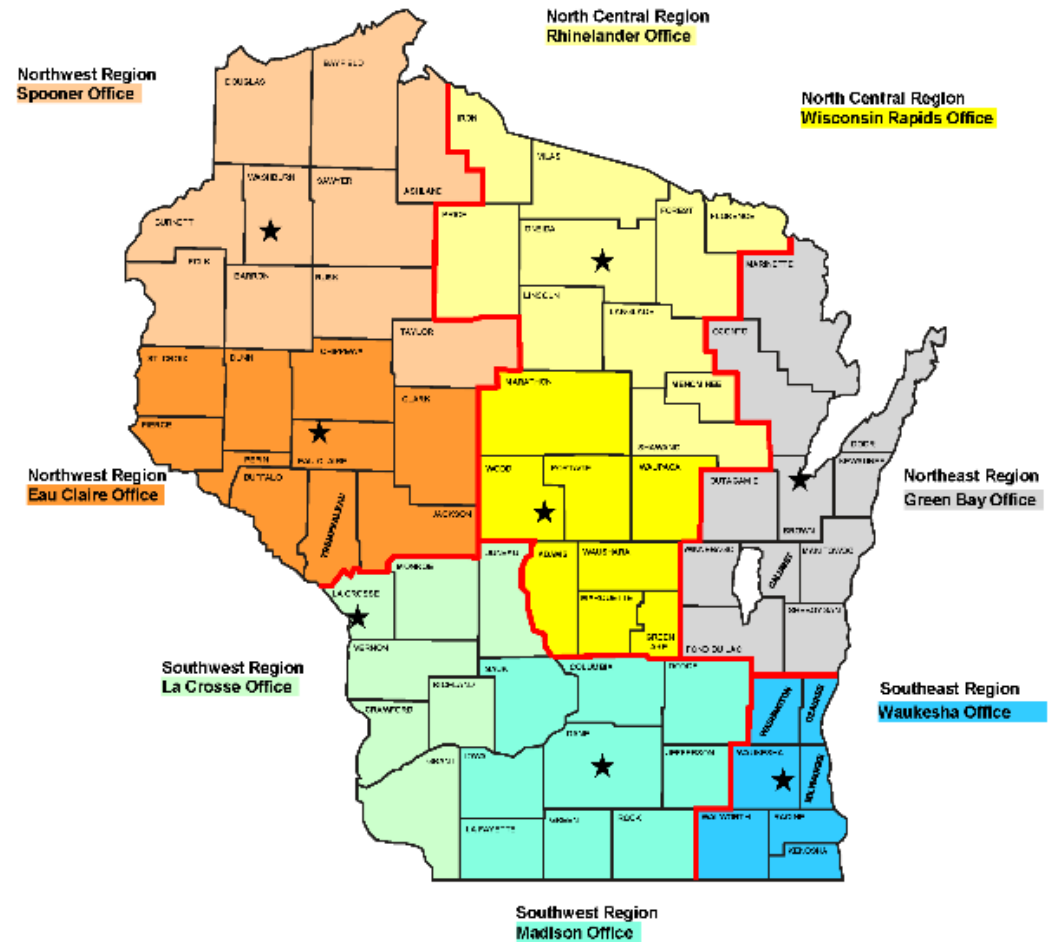 North Central Region
Rhinelander Office
Northwest Region
Spooner Office
North Central Region
Wisconsin Rapids Office
DOUGLAS
BAYFIELD
IRON
ASHLAND
VILAS
WASHBURN
SAWYER
PRICE
ONEIDA
FOREST
FLORENCE
BURNETT
POLK
BARRON
RUSK
MARINETTE
LINCOLN
LANGLADE
OCONTO
TAYLOR
ST. CROIX
DUNN
CHIPPEWA
MARATHON
MENOMINEE
CLARK
PIERCE
EAU CLAIRE
PEPIN
SHAWANO
DOOR
KEWAUNEE
Northwest Region
Eau Claire Office
BUFFALO
TREMPEALEAU
JACKSON
WOOD
PORTAGE
WAUPACA
OUTAGAMIE
BROWN
Northeast Region
Green Bay Office
JUNEAU
ADAMS
WAUSHARA
WINNEBAGO
CALUMET
MANITOWOC
MONROE
LA CROSSE
MARQUETTE
GREEN
LAKE
SHEBOYGAN
FOND DU LAC
VERNON
Southwest Region
La Crosse Office
SAUK
COLUMBIA
DODGE
RICHLAND
CRAWFORD
WASHINGTON
OZAUKEE
Southeast Region
Waukesha Office
DANE
IOWA
JEFFERSON
WAUKESHA
MILWAUKEE
GRANT
LA FAYETTE
GREEN
ROCK
WALWORTH
RACINE
KENOSHA
Southwest Region
Madison Office